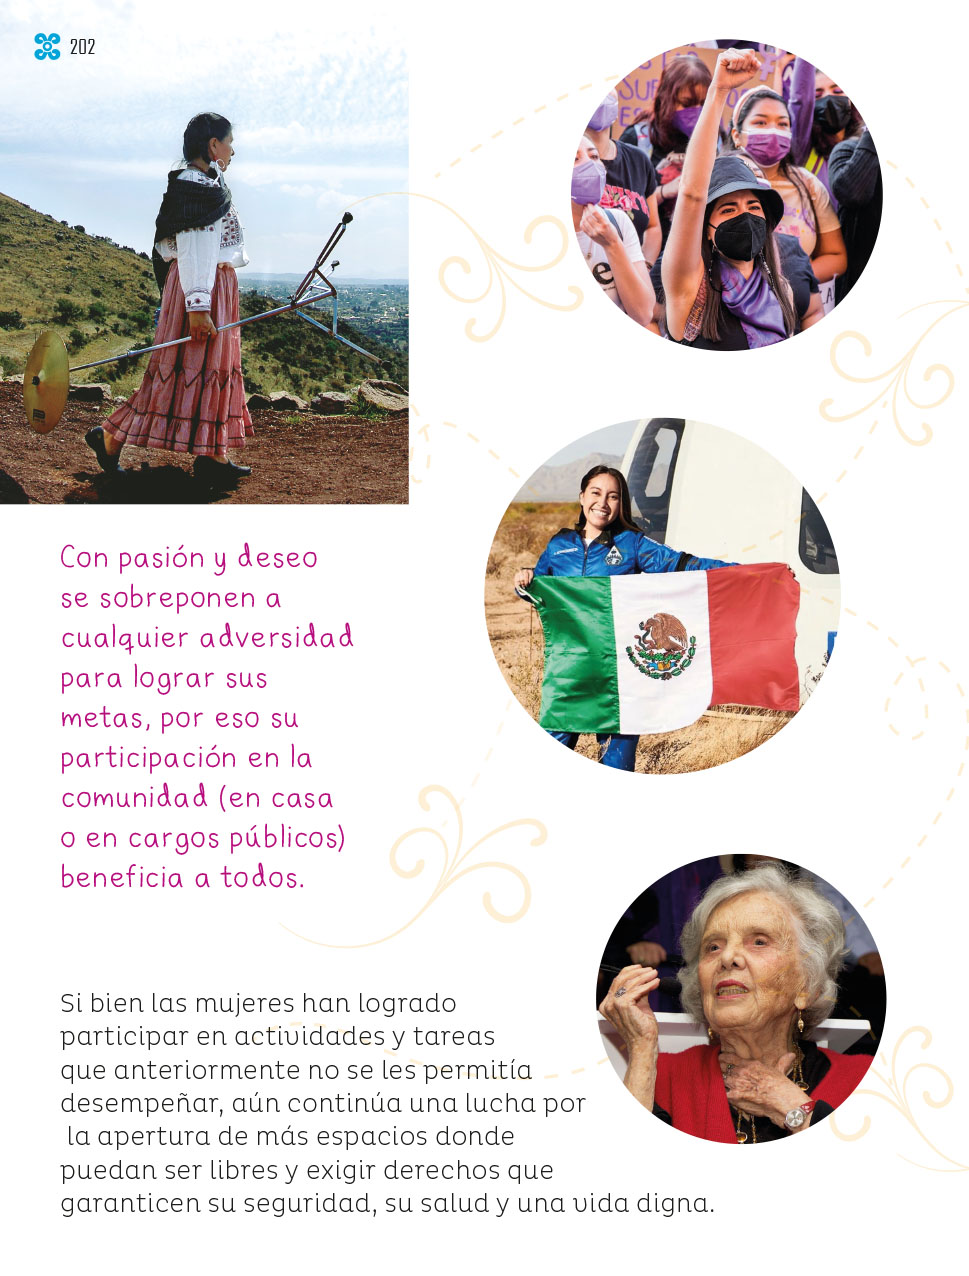 202
Con pasión y deseo
se sobreponen a
cualquier adversidad
para lograr sus
metas, por eso su
participación en la
comunidad (en casa
o en cargos públicos)
beneficia a todos.
Si bien las mujeres han logrado
participar en actividades y tareas
que anteriormente no se les permitía
desempeñar, aún continúa una lucha por
la apertura de más espacios donde
puedan ser libres y exigir derechos que
garanticen su seguridad, su salud y una vida digna.